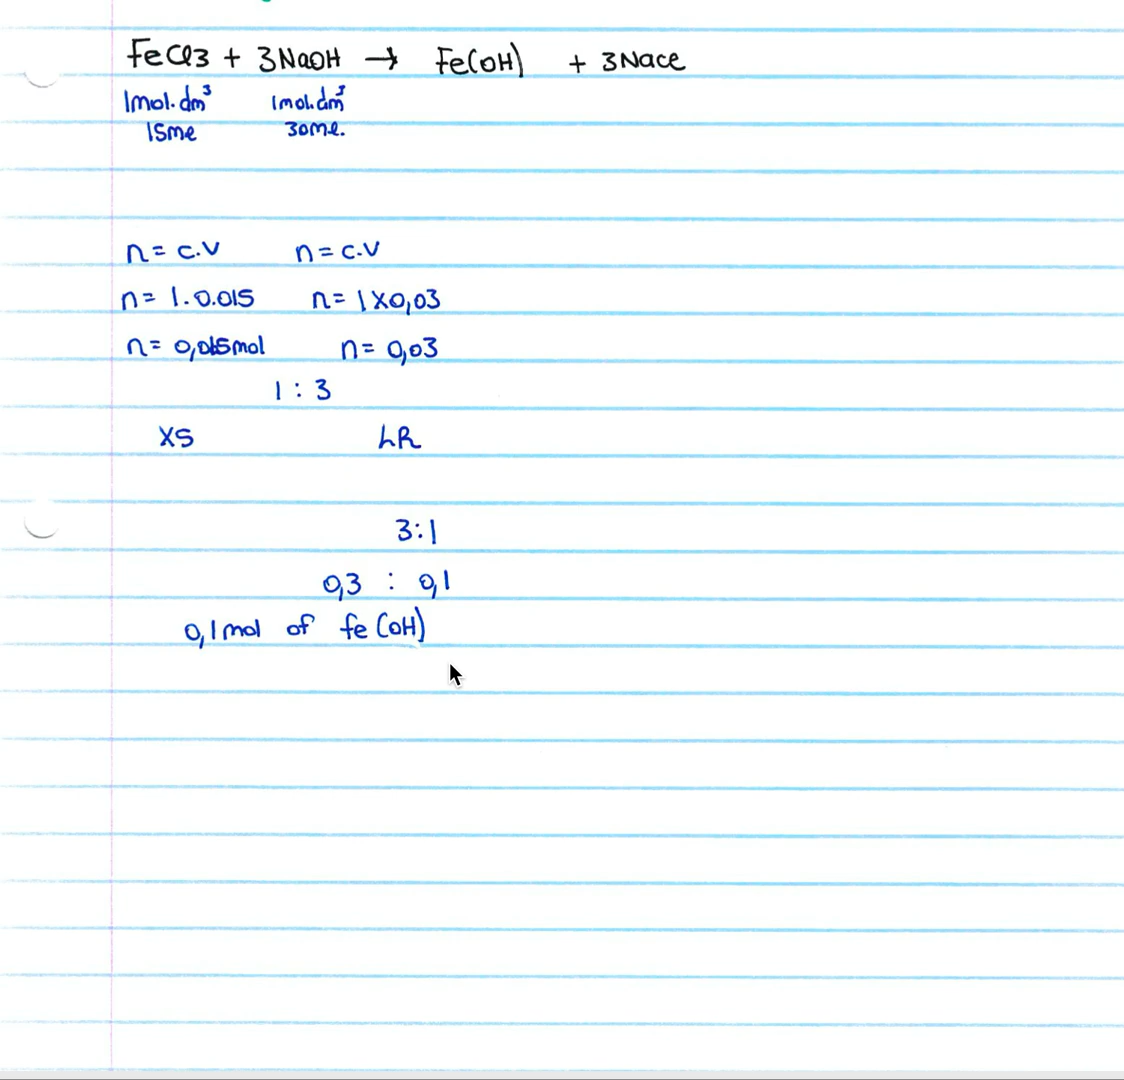 FeCl3 + 3NaOH → Fe(OH) + 3NaCl
1mol.dm³ 1mol.dm³
15ml 30ml.
n = c.v n = c.v
n = 1.0.015 n = 1×0,03
n = 0,015mol n = 0,03
1 : 3
XS LR
3:1
0,3 : 0,1
0,1mol of fe(OH)